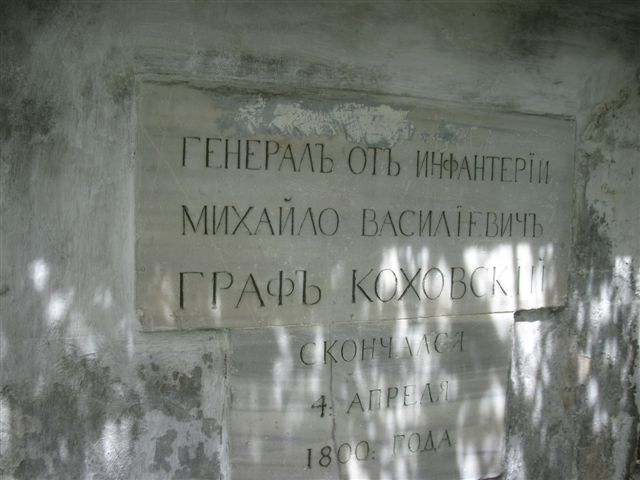 ГЕНЕРАЛЪ ОТЪ ИНФАНТЕРІИ
МИХАЙЛО ВАСИЛІЕВИЧЪ
ГРАФЪ КОХОВСКІЙ
СКОНЧАЛСЯ
4: АПРЕЛЯ
1800: ГОДА.